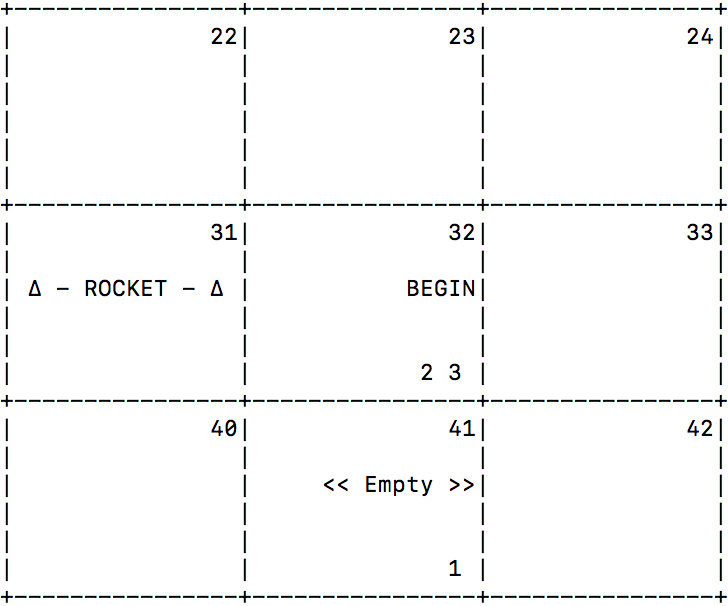 22 23 24
31 32 33
Δ - ROCKET - Δ BEGIN
2 3
40 41 42
<< Empty >>
1